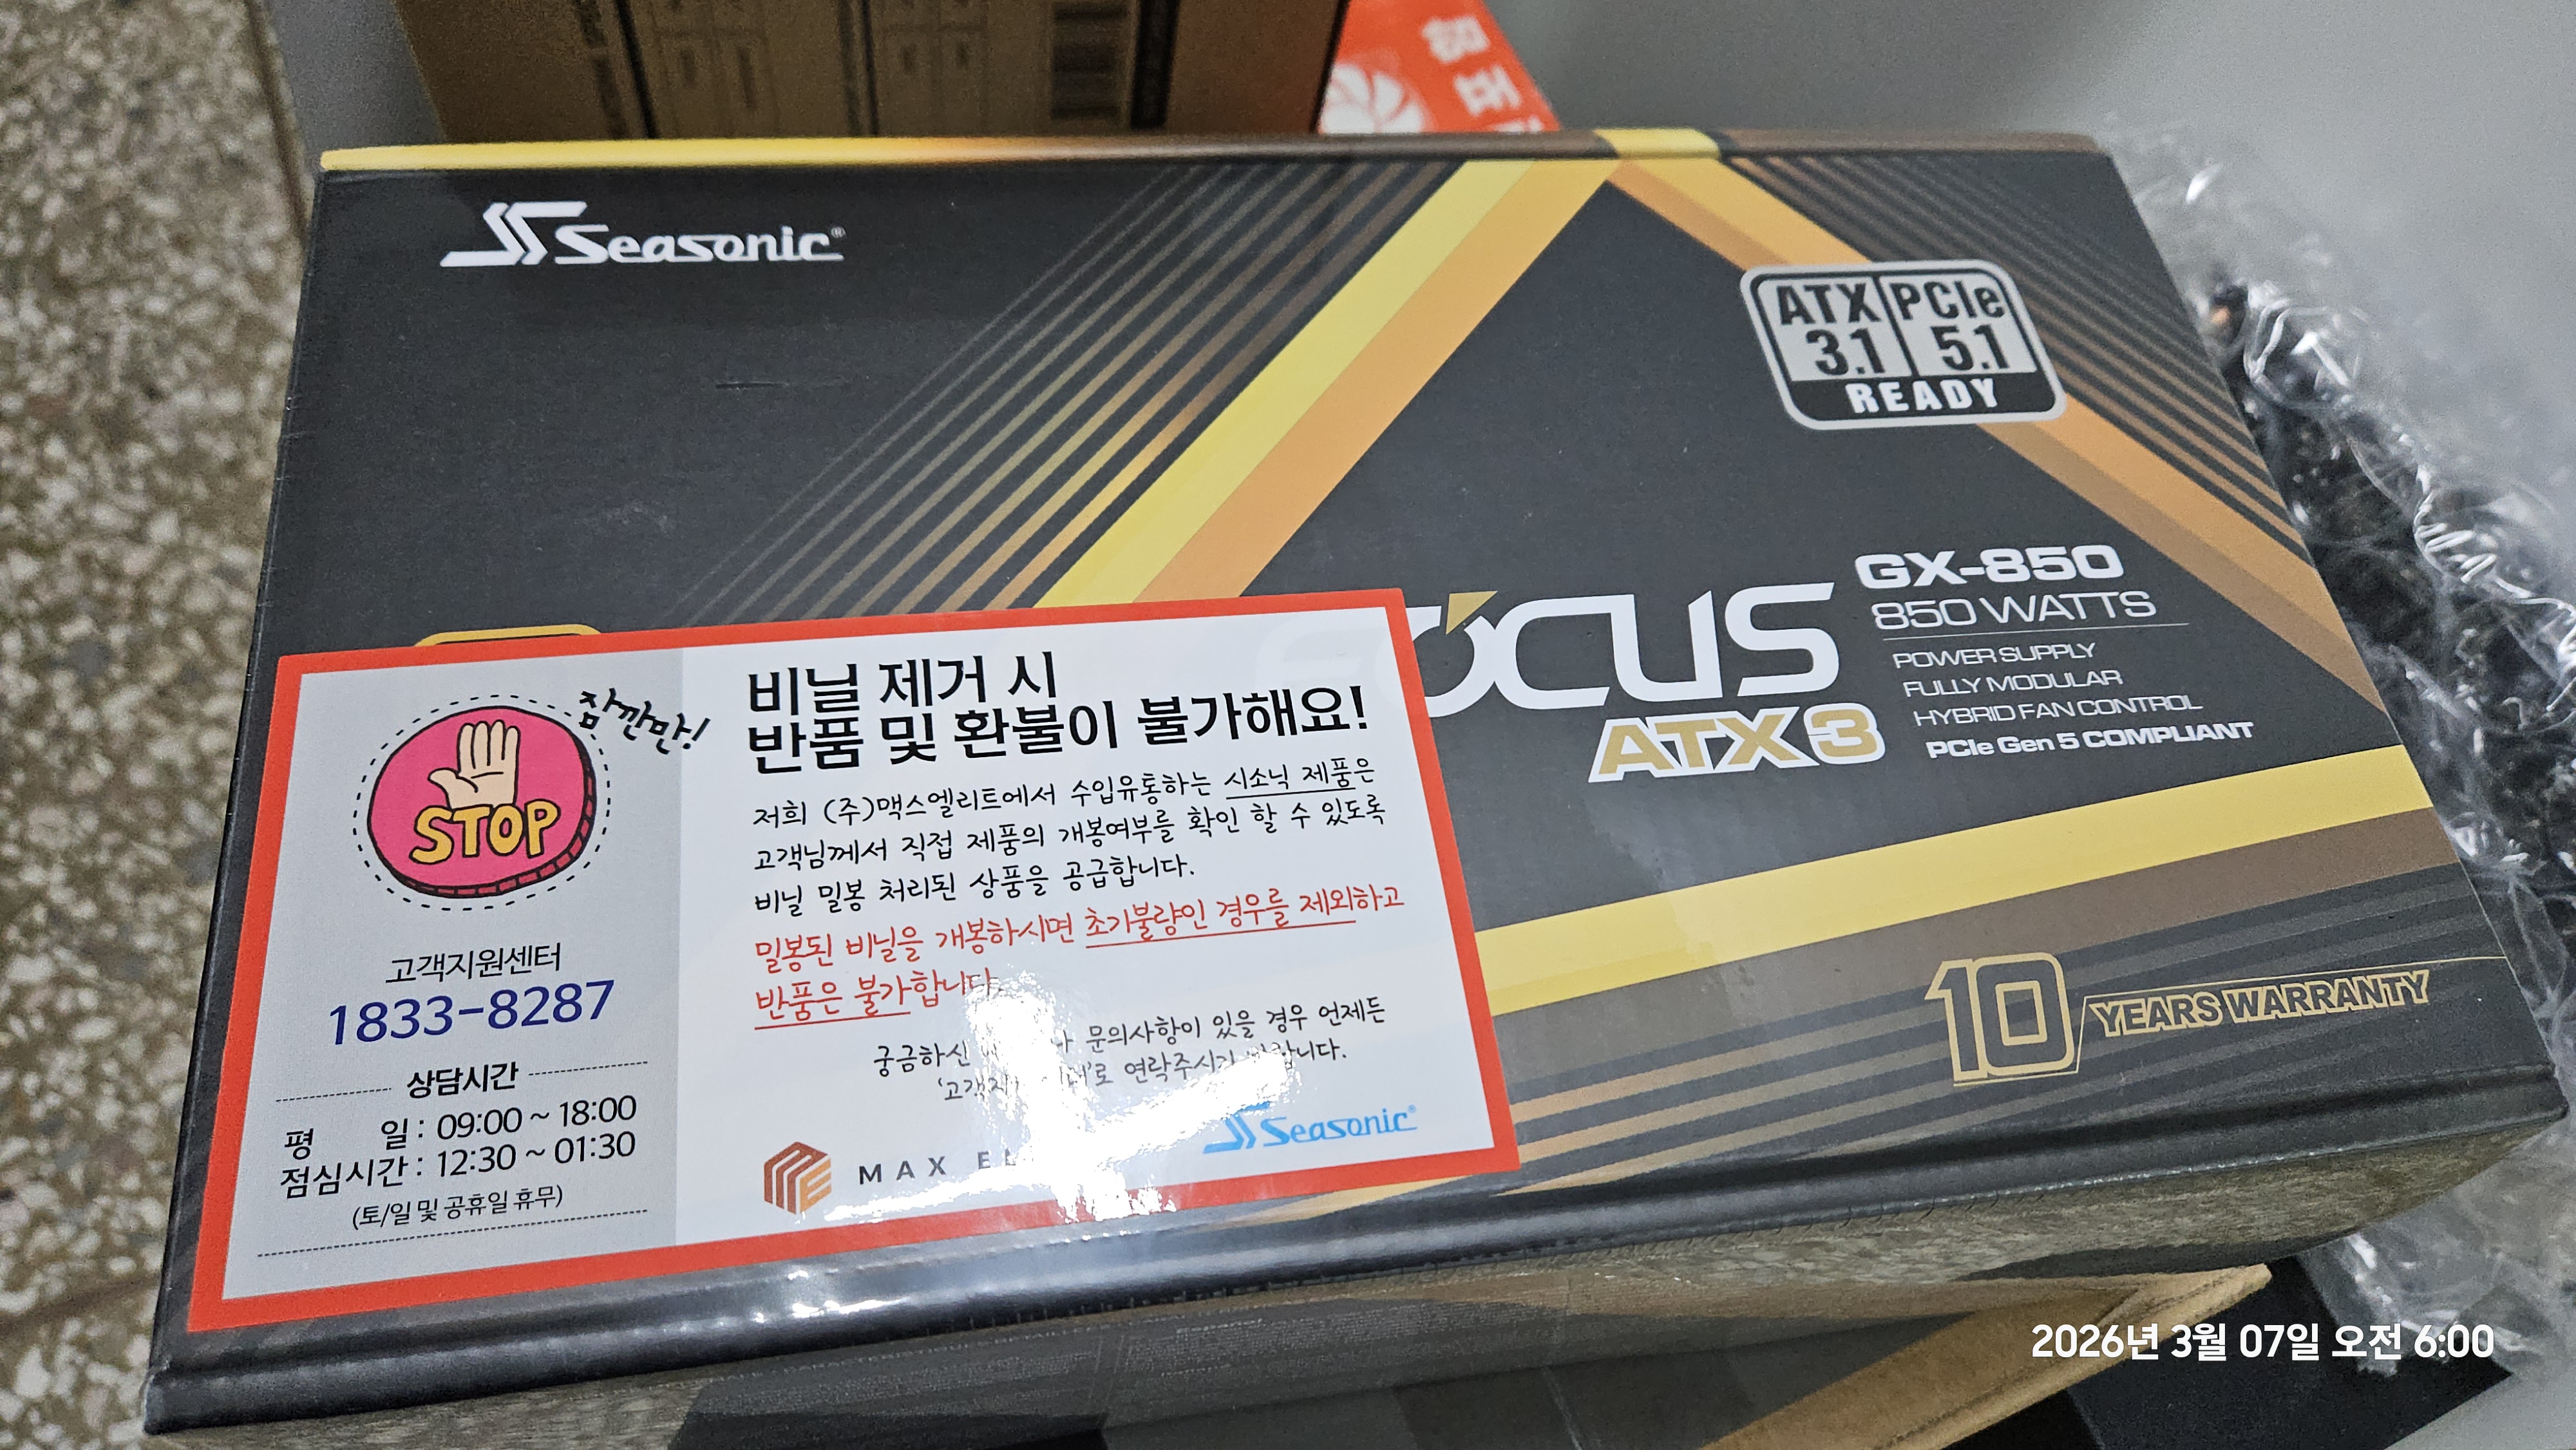 Seasonic®
ATX 3.1 PCIe 5.1
READY
FOCUS
ATX 3
GX-850
850 WATTS
POWER SUPPLY
FULLY MODULAR
HYBRID FAN CONTROL
PCIe Gen 5 COMPLIANT
10 YEARS WARRANTY
잠깐만!
STOP
고객지원센터
1833-8287
상담시간
평 일 : 09:00 ~ 18:00
점심시간 : 12:30 ~ 01:30
(토/일 및 공휴일 휴무)
비닐 제거 시
반품 및 환불이 불가해요!
저희 (주)맥스엘리트에서 수입유통하는 시소닉 제품은
고객님께서 직접 제품의 개봉여부를 확인 할 수 있도록
비닐 밀봉 처리된 상품을 공급합니다.
밀봉된 비닐을 개봉하시면 초기불량인 경우를 제외하고
반품은 불가합니다.
궁금하신 문의사항이 있을 경우 언제든
연락주시기
MAX
Seasonic®
2026년 3월 07일 오전 6:00